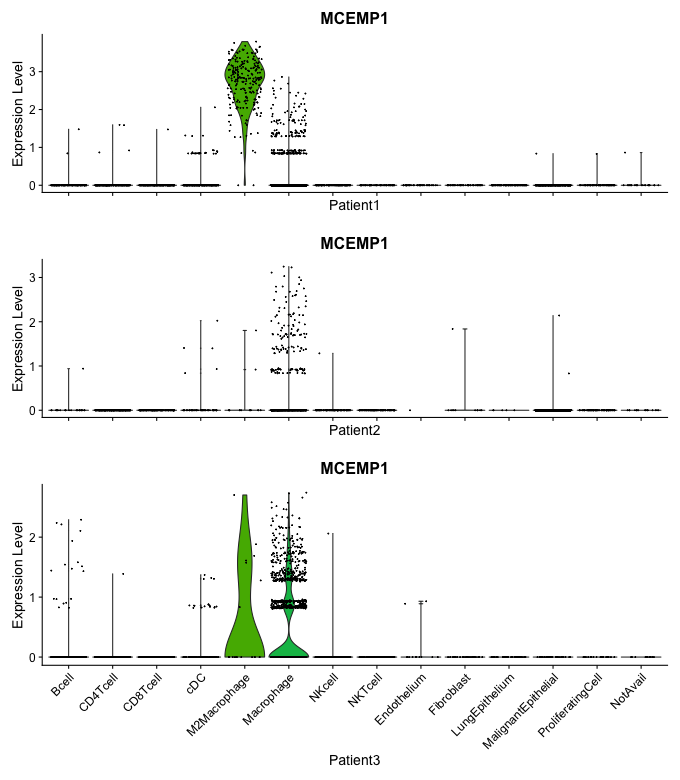 MCEMP1
Expression Level
3
2
1
0
Patient1
MCEMP1
Expression Level
3
2
1
0
Patient2
MCEMP1
Expression Level
2
1
0
Bcell
CD4Tcell
CD8Tcell
cDC
M2Macrophage
Macrophage
NKcell
NKTcell
Endothelium
Fibroblast
LungEpithelium
MalignantEpithelial
ProliferatingCell
NotAvail
Patient3